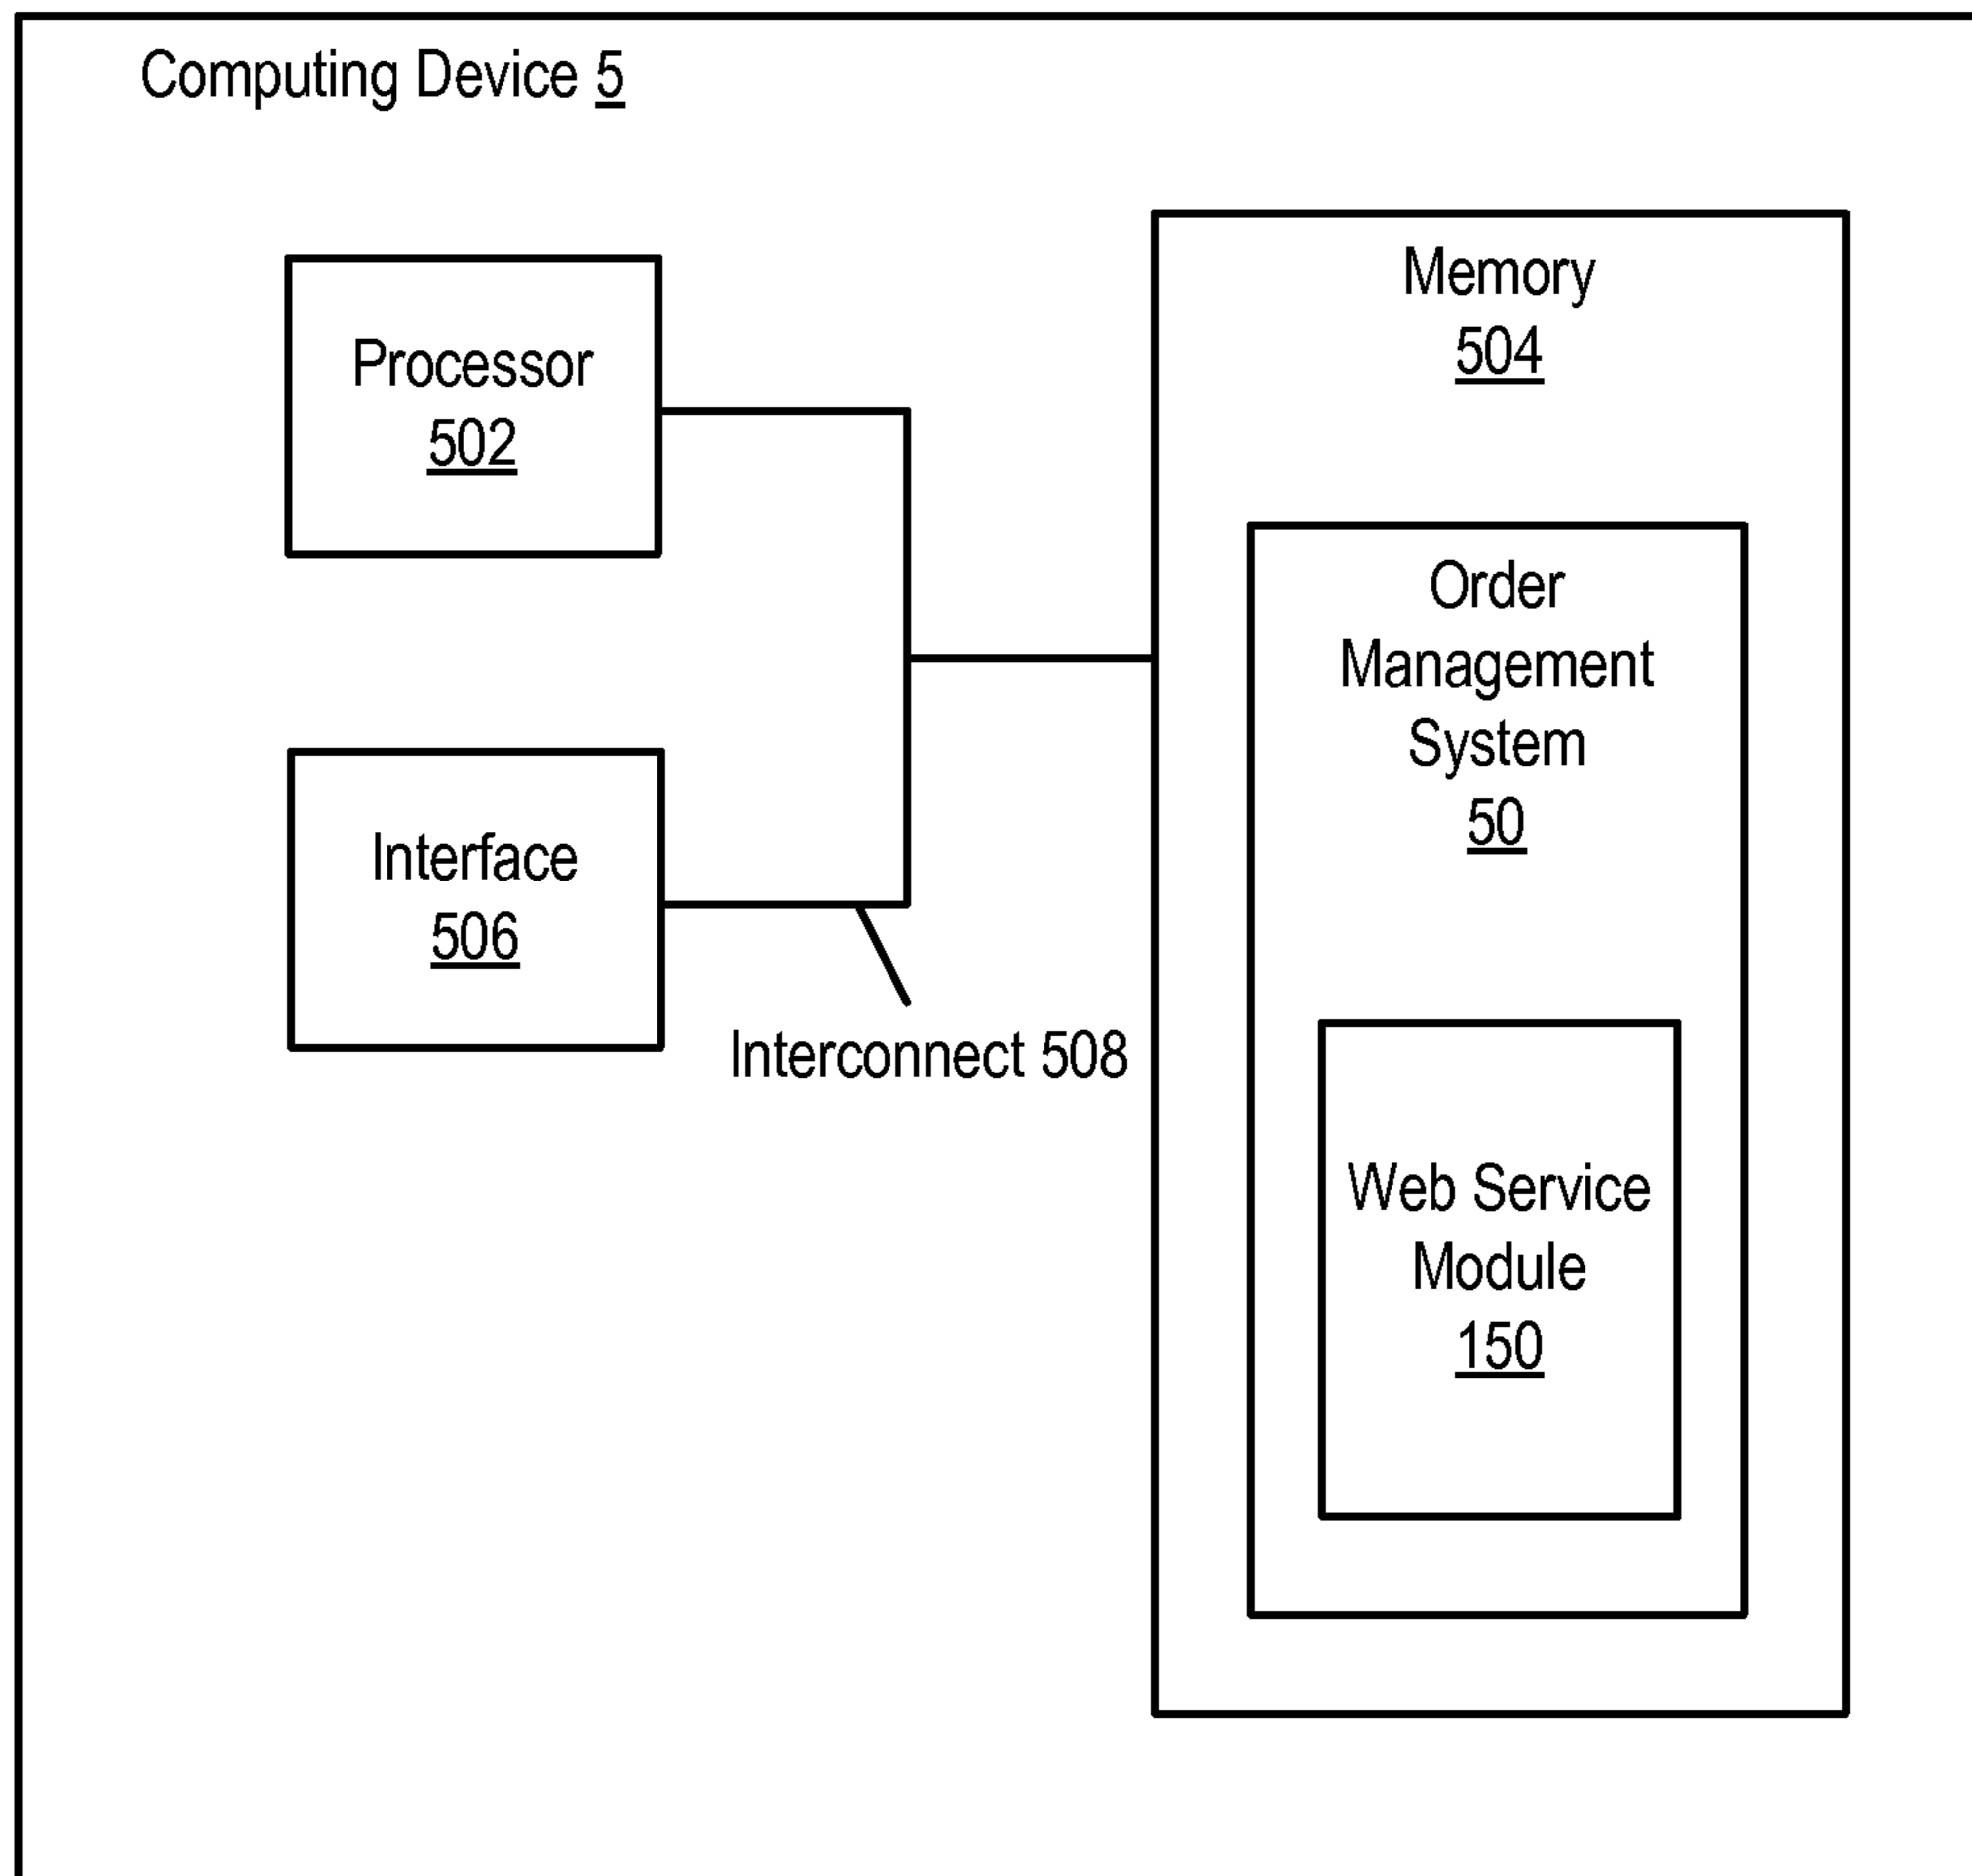 Computing Device 5
Processor
502
Interface
506
Interconnect 508
Memory
504
Order
Management
System
50
Web Service
Module
150